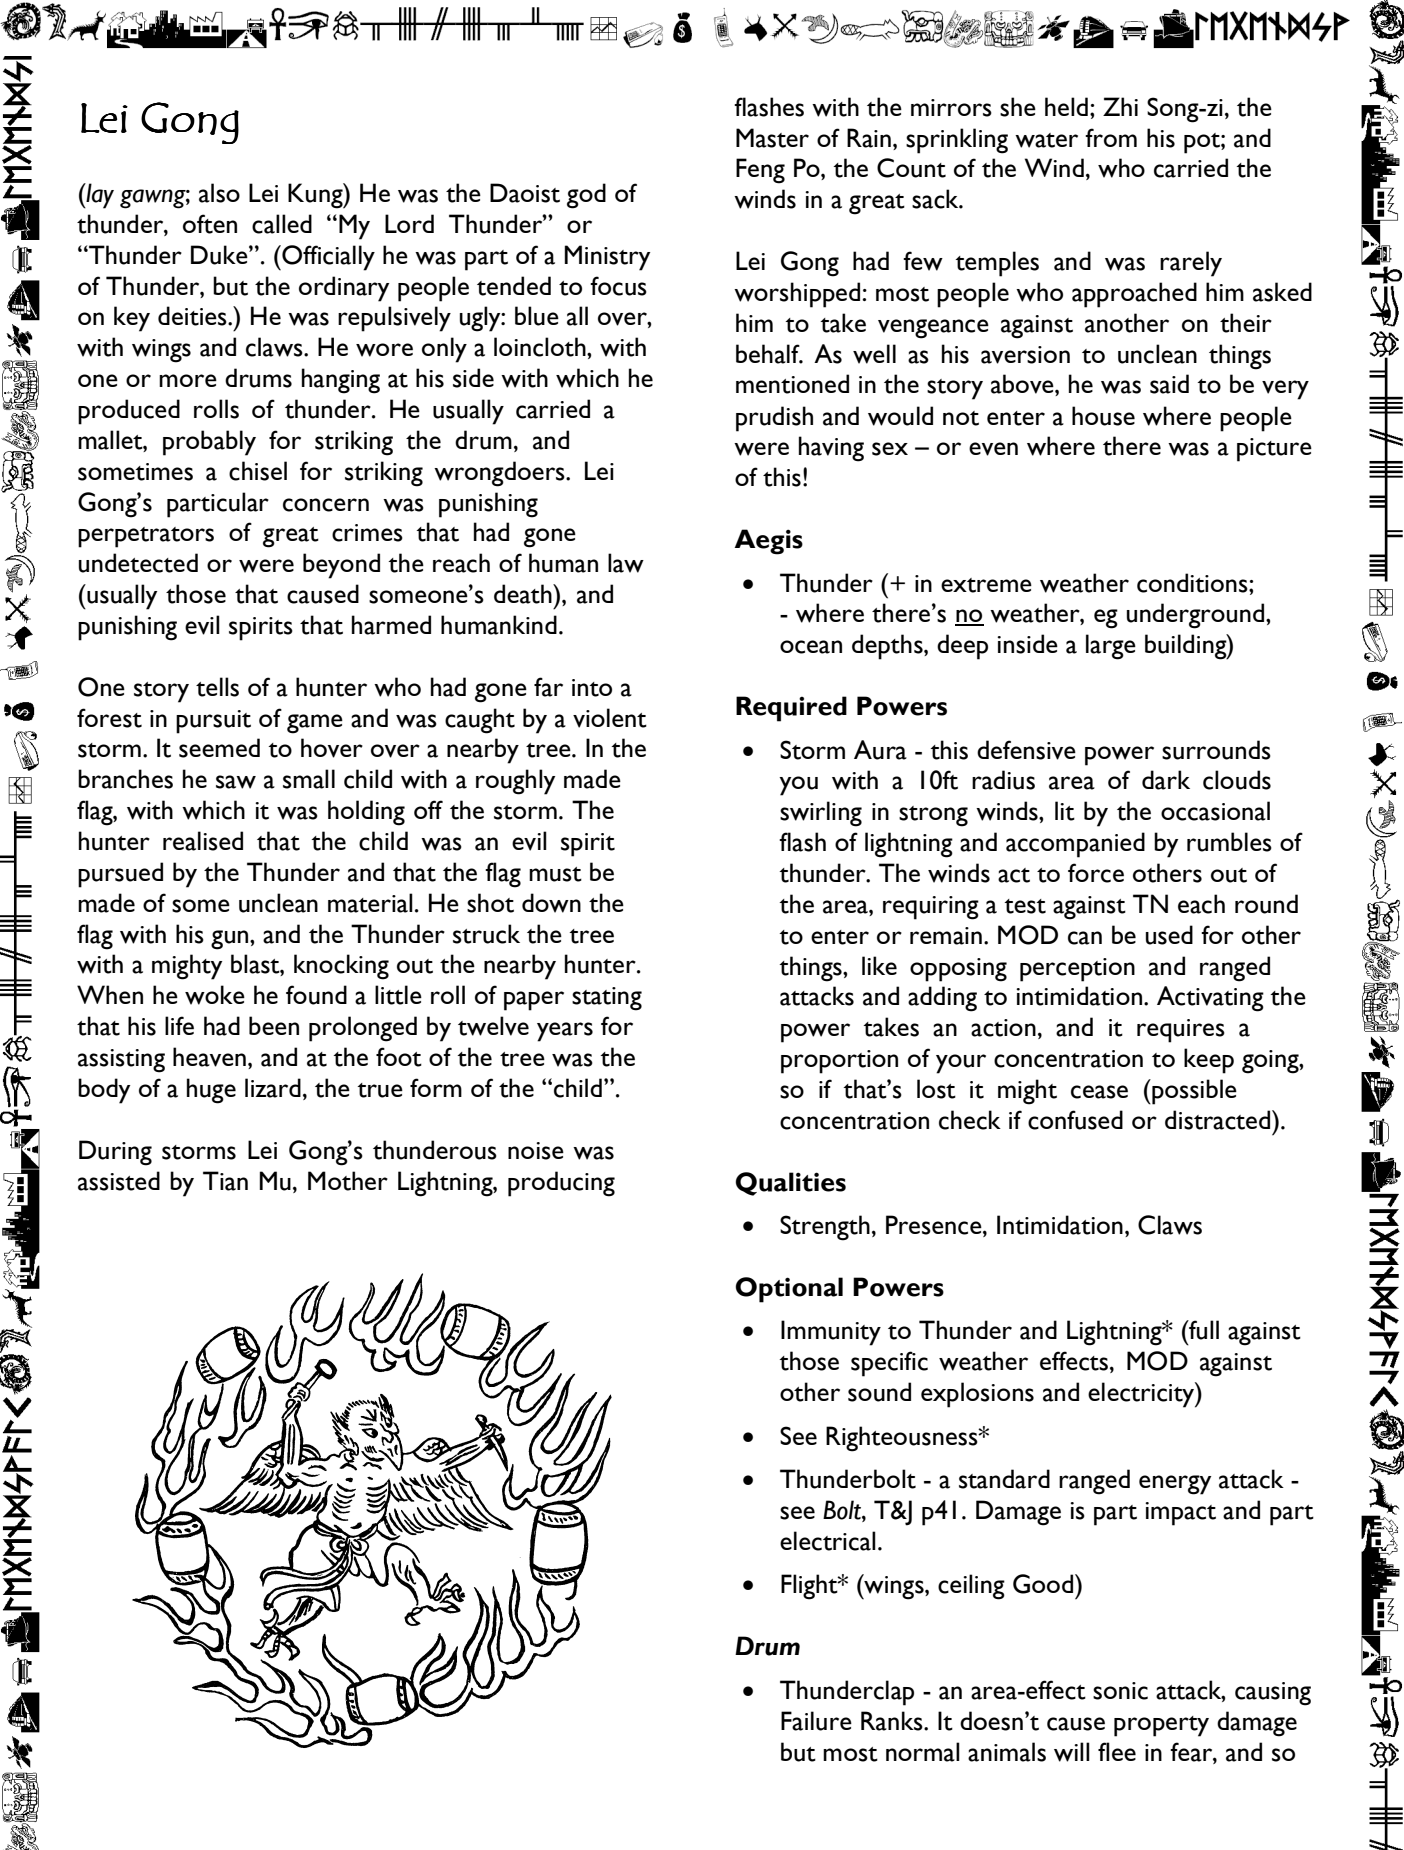 Lei Gong
(lay gawng; also Lei Kung) He was the Daoist god of
thunder, often called “My Lord Thunder” or
“Thunder Duke”. (Officially he was part of a Ministry
of Thunder, but the ordinary people tended to focus
on key deities.) He was repulsively ugly: blue all over,
with wings and claws. He wore only a loincloth, with
one or more drums hanging at his side with which he
produced rolls of thunder. He usually carried a
mallet, probably for striking the drum, and
sometimes a chisel for striking wrongdoers. Lei
Gong’s particular concern was punishing
perpetrators of great crimes that had gone
undetected or were beyond the reach of human law
(usually those that caused someone’s death), and
punishing evil spirits that harmed humankind.
One story tells of a hunter who had gone far into a
forest in pursuit of game and was caught by a violent
storm. It seemed to hover over a nearby tree. In the
branches he saw a small child with a roughly made
flag, with which it was holding off the storm. The
hunter realised that the child was an evil spirit
pursued by the Thunder and that the flag must be
made of some unclean material. He shot down the
flag with his gun, and the Thunder struck the tree
with a mighty blast, knocking out the nearby hunter.
When he woke he found a little roll of paper stating
that his life had been prolonged by twelve years for
assisting heaven, and at the foot of the tree was the
body of a huge lizard, the true form of the “child”.
During storms Lei Gong’s thunderous noise was
assisted by Tian Mu, Mother Lightning, producing
flashes with the mirrors she held; Zhi Song-zi, the
Master of Rain, sprinkling water from his pot; and
Feng Po, the Count of the Wind, who carried the
winds in a great sack.
Lei Gong had few temples and was rarely
worshipped: most people who approached him asked
him to take vengeance against another on their
behalf. As well as his aversion to unclean things
mentioned in the story above, he was said to be very
prudish and would not enter a house where people
were having sex – or even where there was a picture
of this!
Aegis
• Thunder (+ in extreme weather conditions;
- where there’s no weather, eg underground,
ocean depths, deep inside a large building)
Required Powers
• Storm Aura - this defensive power surrounds
you with a 10ft radius area of dark clouds
swirling in strong winds, lit by the occasional
flash of lightning and accompanied by rumbles of
thunder. The winds act to force others out of
the area, requiring a test against TN each round
to enter or remain. MOD can be used for other
things, like opposing perception and ranged
attacks and adding to intimidation. Activating the
power takes an action, and it requires a
proportion of your concentration to keep going,
so if that’s lost it might cease (possible
concentration check if confused or distracted).
Qualities
• Strength, Presence, Intimidation, Claws
Optional Powers
• Immunity to Thunder and Lightning* (full against
those specific weather effects, MOD against
other sound explosions and electricity)
• See Righteousness*
• Thunderbolt - a standard ranged energy attack -
see Bolt, T&J p41. Damage is part impact and part
electrical.
• Flight* (wings, ceiling Good)
Drum
• Thunderclap - an area-effect sonic attack, causing
Failure Ranks. It doesn’t cause property damage
but most normal animals will flee in fear, and so